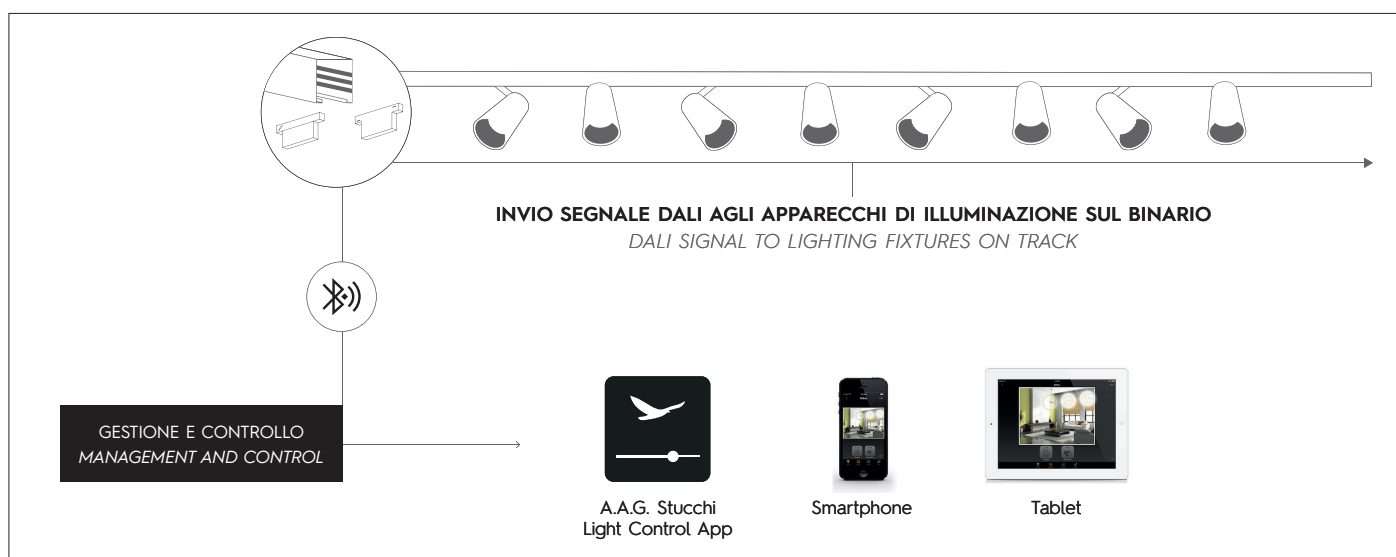 INVIO SEGNALE DALI AGLI APPARECCHI DI ILLUMINAZIONE SUL BINARIO
DALI SIGNAL TO LIGHTING FIXTURES ON TRACK
GESTIONE E CONTROLLO
MANAGEMENT AND CONTROL
A.A.G. Stucchi
Light Control App
Smartphone
Tablet